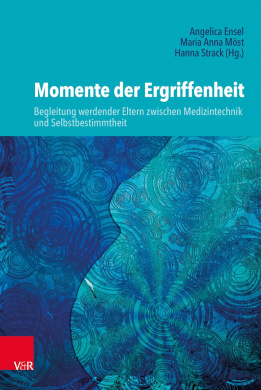 Angelica Ensel
Maria Anna Möst
Hanna Strack (Hg.)
Momente der Ergriffenheit
Begleitung werdender Eltern zwischen Medizintechnik
und Selbstbestimmtheit
V&R